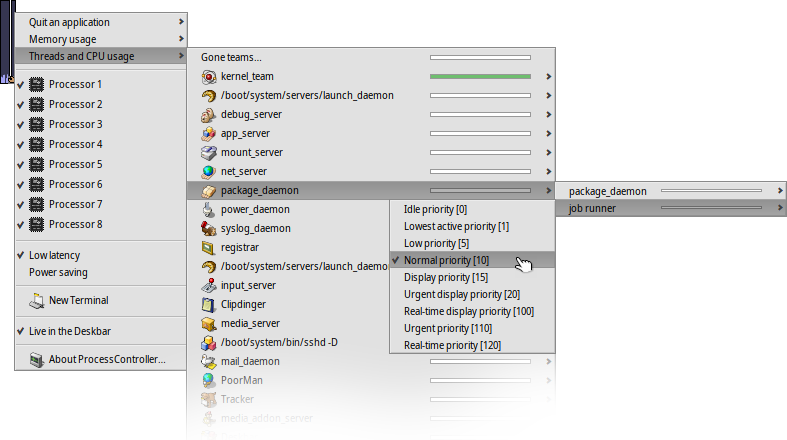 Quit an application
Memory usage
Threads and CPU usage
Processor 1
Processor 2
Processor 3
Processor 4
Processor 5
Processor 6
Processor 7
Processor 8
Low latency
Power saving
New Terminal
Live in the Deskbar
About ProcessController...
Gone teams...
kernel_team
/boot/system/servers/launch_daemon
debug_server
app_server
mount_server
net_server
package_daemon
power_daemon
syslog_daemon
registrar
/boot/system/servers/launch_daemon
input_server
Clipdinger
media_server
/boot/system/bin/sshd -D
mail_daemon
PoorMan
Tracker
media_addon_server
package_daemon
job runner
Idle priority [0]
Lowest active priority [1]
Low priority [5]
Normal priority [10]
Display priority [15]
Urgent display priority [20]
Real-time display priority [100]
Urgent priority [110]
Real-time priority [120]